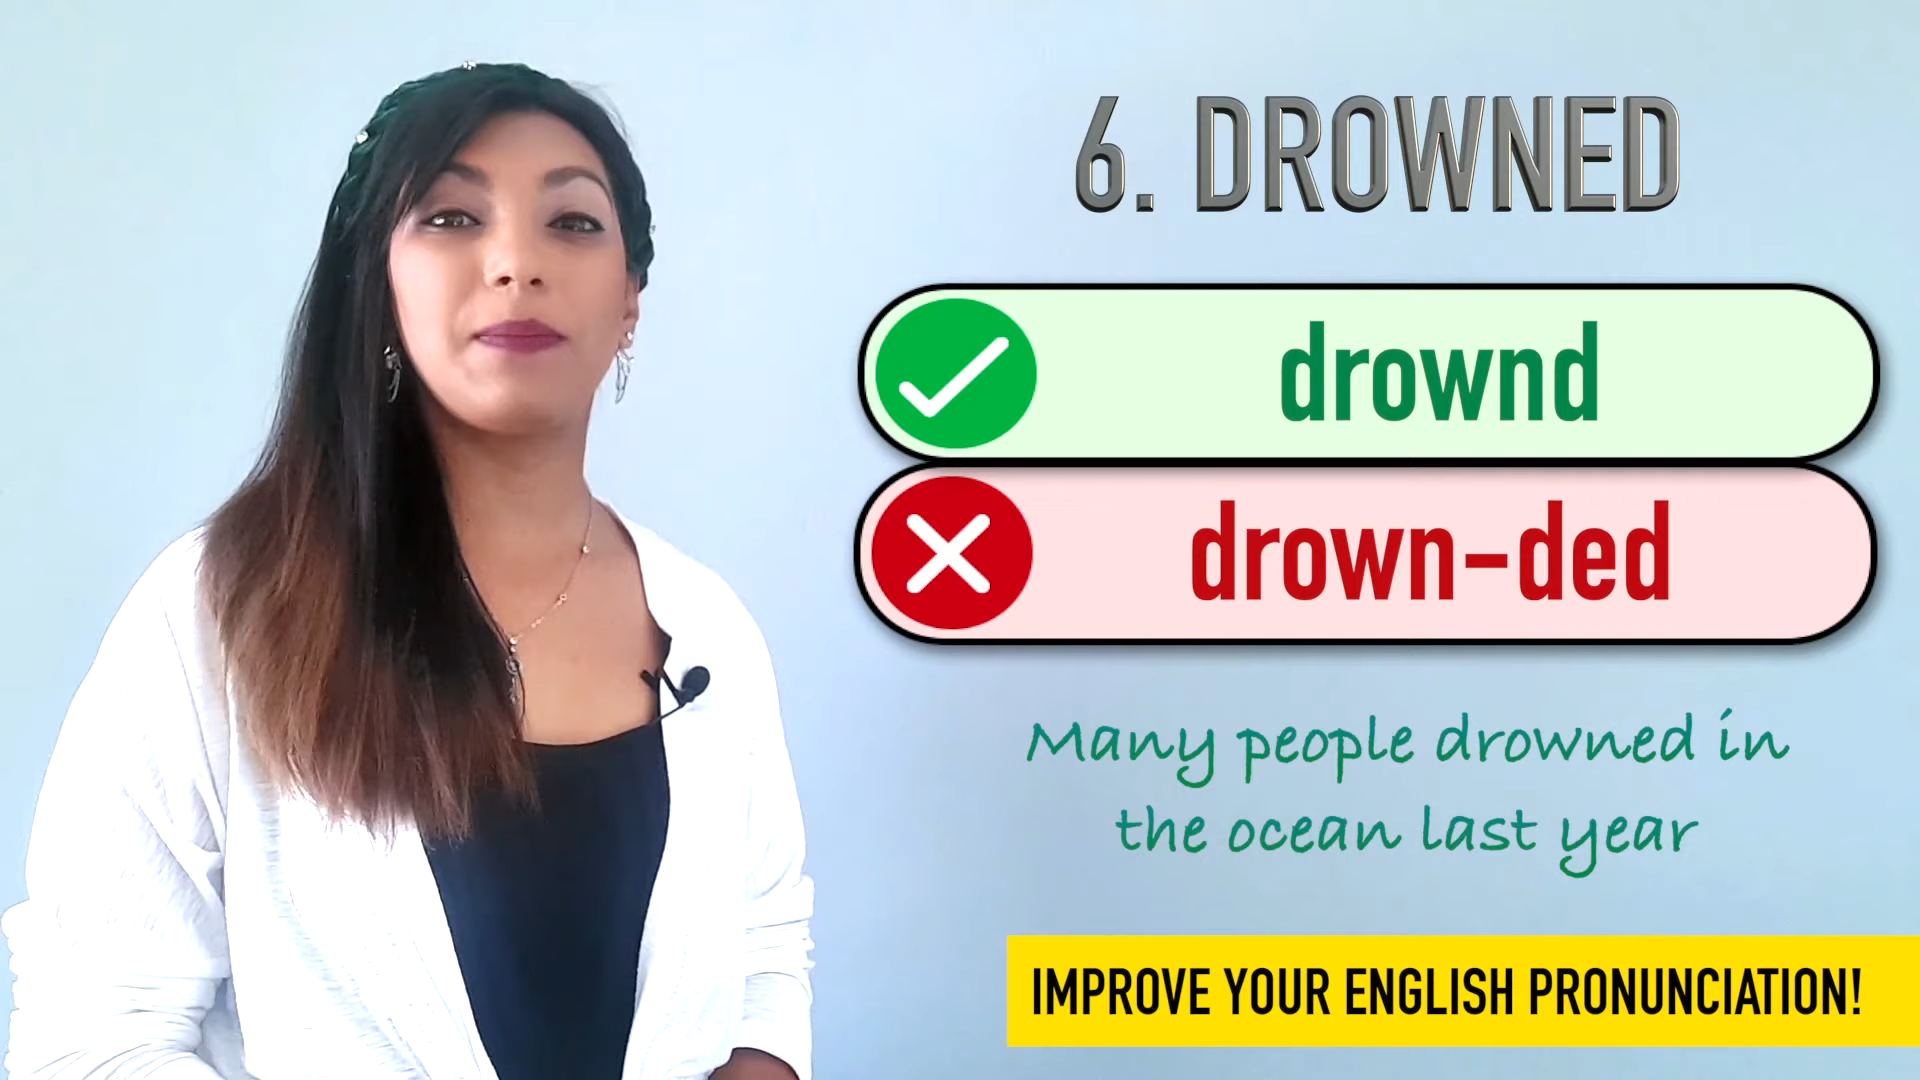 6. DROWNED
drownd
drown-ded
Many people drowned in
the ocean last year
IMPROVE YOUR ENGLISH PRONUNCIATION!